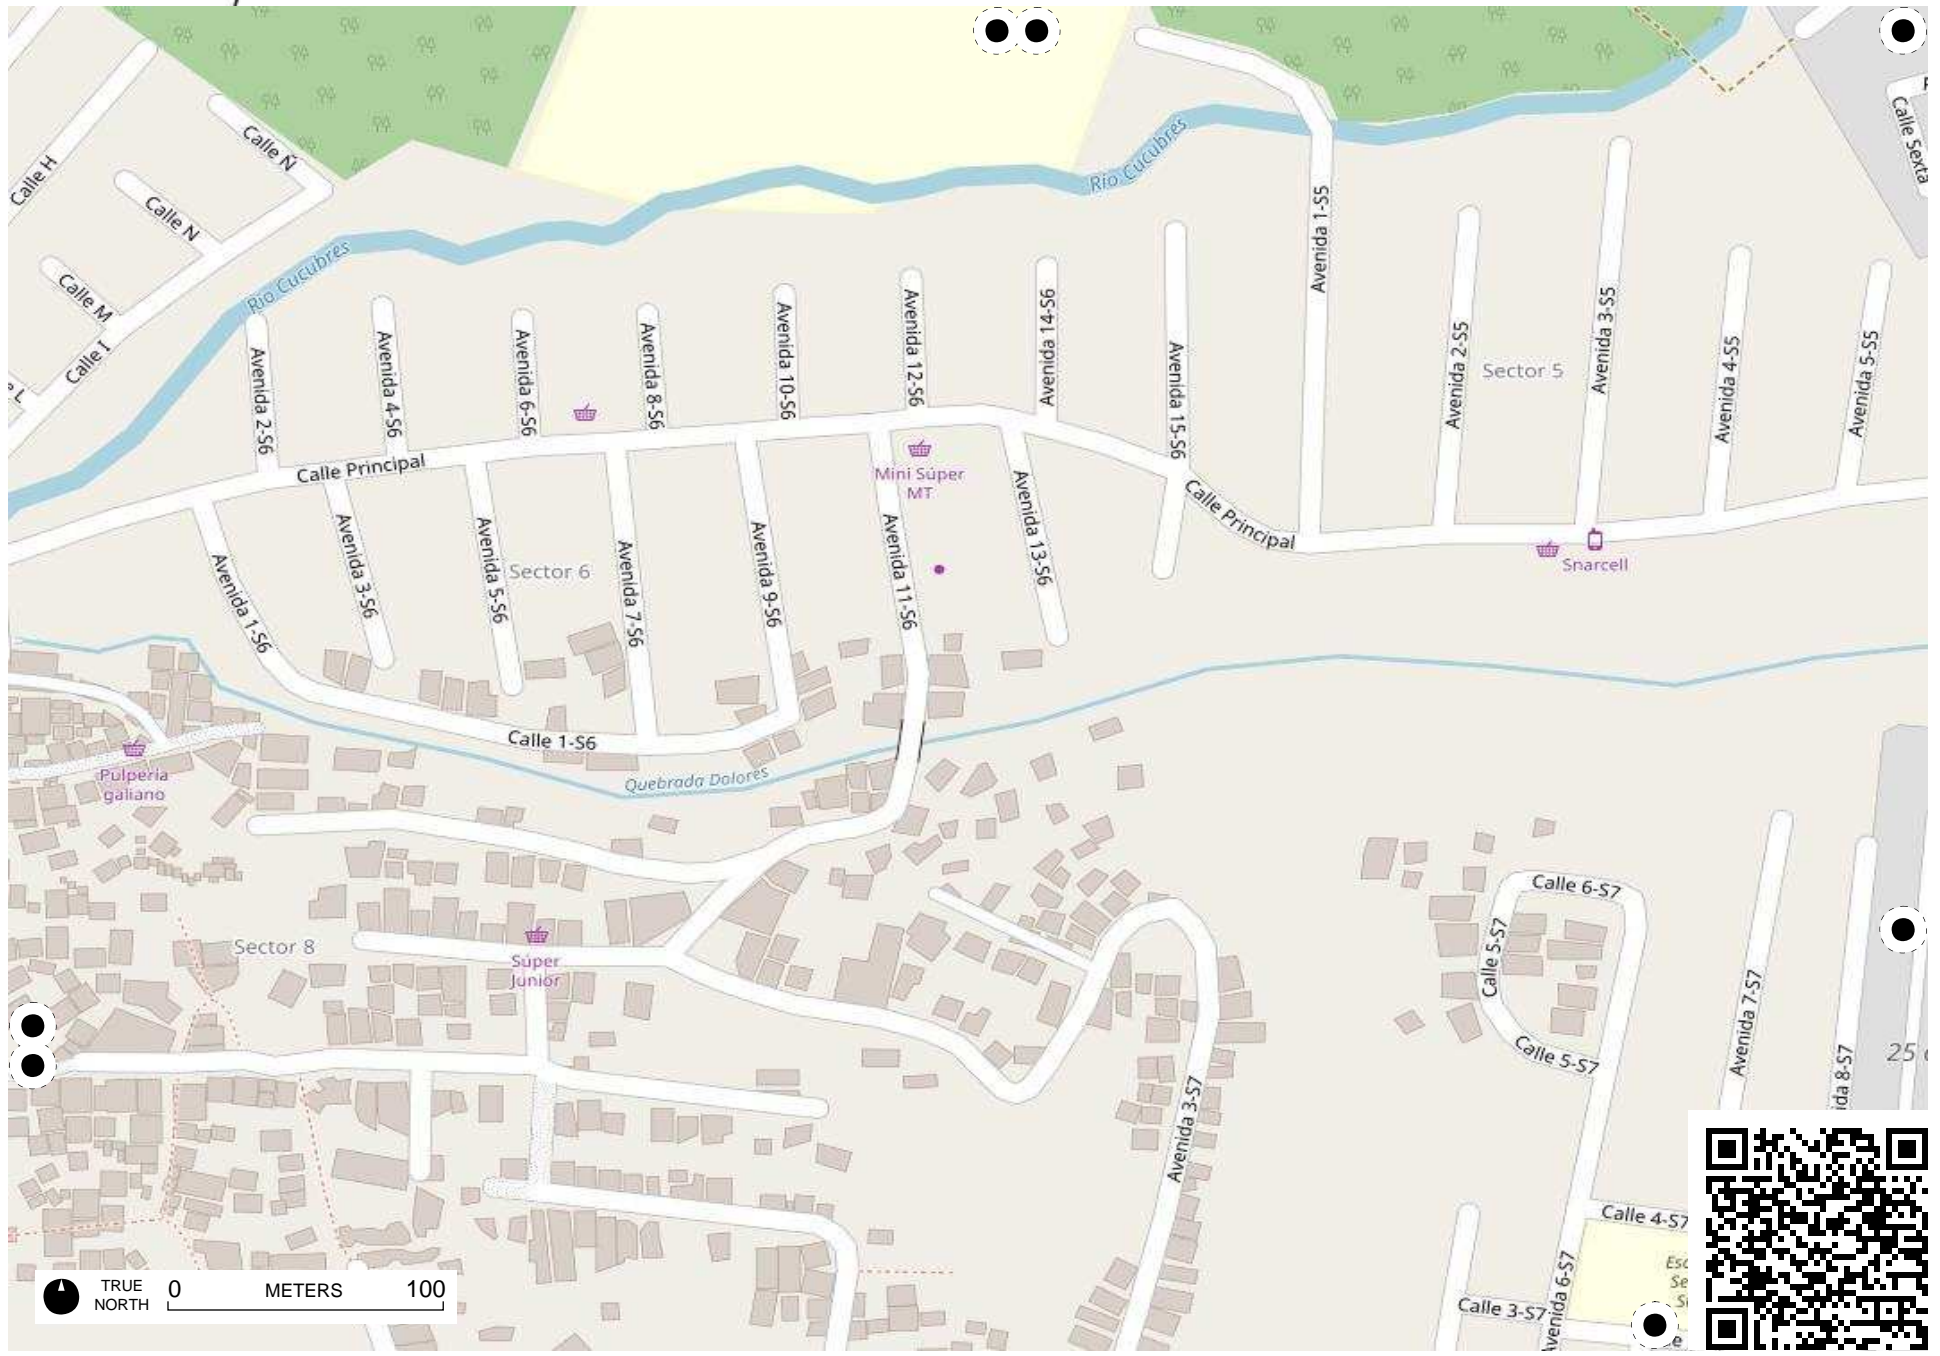 Calle H
Calle Ñ
Calle N
Calle M
Calle I
Río Cucubres
Río Cucubres
Calle Sexta
Avenida 1-S5
Avenida 2-S5
Sector 5
Avenida 3-S5
Avenida 4-S5
Avenida 5-S5
Avenida 2-S6
Avenida 4-S6
Avenida 6-S6
Avenida 8-S6
Avenida 10-S6
Avenida 12-S6
Avenida 14-S6
Avenida 15-S6
Calle Principal
Mini Súper
MT
Calle Principal
Snarcell
Avenida 1-S6
Avenida 3-S6
Avenida 5-S6
Sector 6
Avenida 7-S6
Avenida 9-S6
Avenida 11-S6
Avenida 13-S6
Calle 1-S6
Quebrada Dolores
Pulpería
galiano
Sector 8
Súper
Junior
Calle 6-S7
Calle 5-S7
Calle 5-S7
Avenida 7-S7
ida 8-S7
25
Avenida 3-S7
Calle 4-S7
Esc
Se
Calle 3-S7
Avenida 6-S7
TRUE
NORTH
0 METERS 100